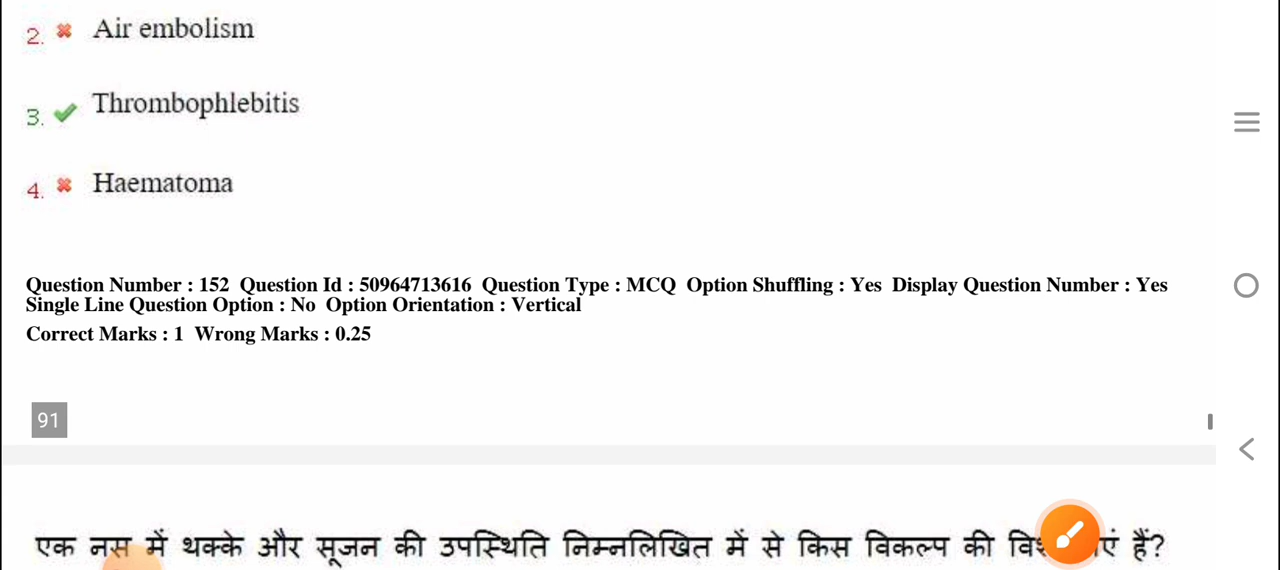 2. Air embolism
3. Thrombophlebitis
4. Haematoma
Question Number : 152 Question Id : 50964713616 Question Type : MCQ Option Shuffling : Yes Display Question Number : Yes
Single Line Question Option : No Option Orientation : Vertical
Correct Marks : 1 Wrong Marks : 0.25
91
एक नस में थक्के और सूजन की उपस्थिति निम्नलिखित में से किस विकल्प की हैं?